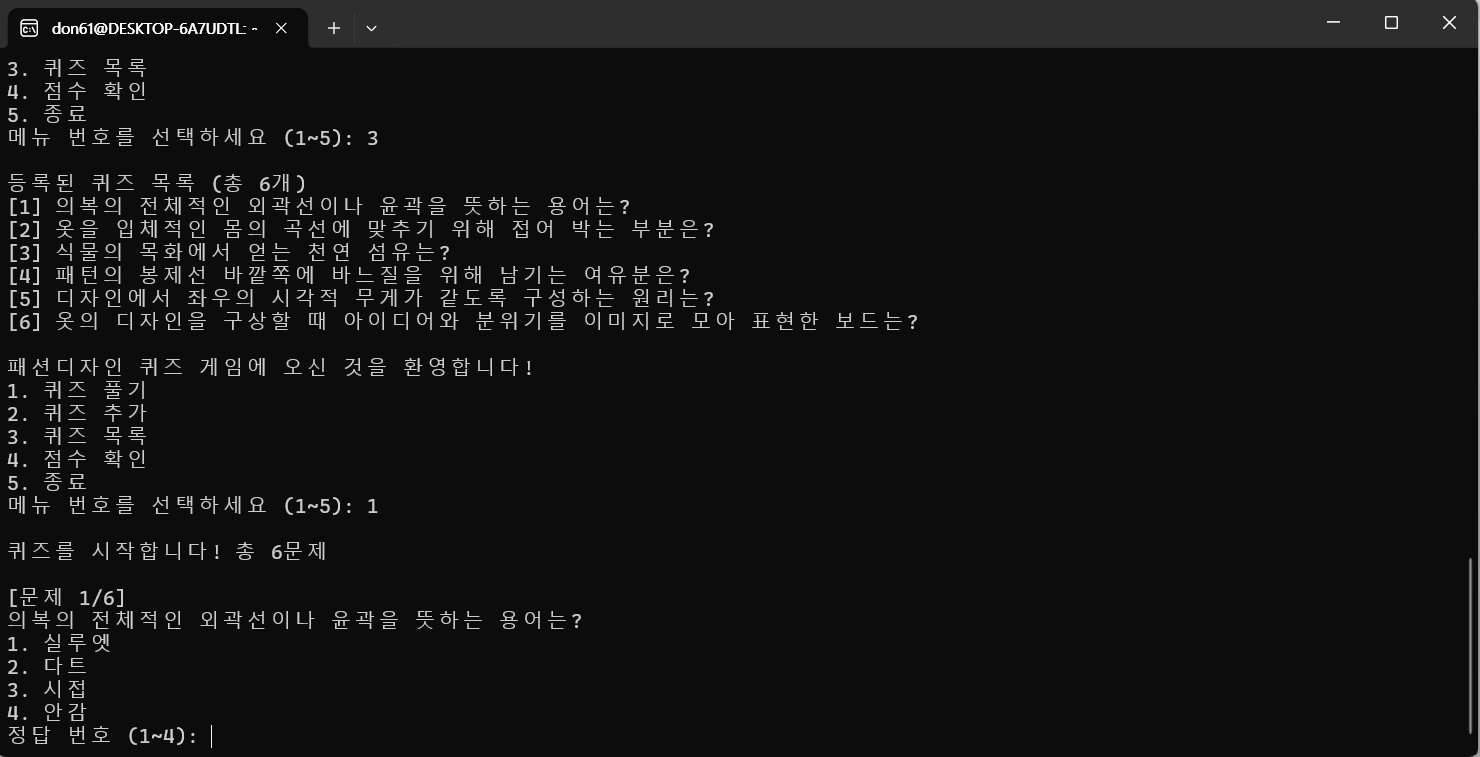 don61@DESKTOP-6A7UDTL: ~
3. 퀴즈 목록
4. 점수 확인
5. 종료
메뉴 번호를 선택하세요 (1~5): 3
등록된 퀴즈 목록 (총 6개)
[1] 의복의 전체적인 외곽선이나 윤곽을 뜻하는 용어는?
[2] 옷을 입체적인 몸의 곡선에 맞추기 위해 접어 박는 부분은?
[3] 식물의 목화에서 얻는 천연 섬유는?
[4] 패턴의 봉제선 바깥쪽에 바느질을 위해 남기는 여유분은?
[5] 디자인에서 좌우의 시각적 무게가 같도록 구성하는 원리는?
[6] 옷의 디자인을 구상할 때 아이디어와 분위기를 이미지로 모아 표현한 보드는?
패션디자인 퀴즈 게임에 오신 것을 환영합니다!
1. 퀴즈 풀기
2. 퀴즈 추가
3. 퀴즈 목록
4. 점수 확인
5. 종료
메뉴 번호를 선택하세요 (1~5): 1
퀴즈를 시작합니다! 총 6문제
[문제 1/6]
의복의 전체적인 외곽선이나 윤곽을 뜻하는 용어는?
1. 실루엣
2. 다트
3. 시접
4. 안감
정답 번호 (1~4):